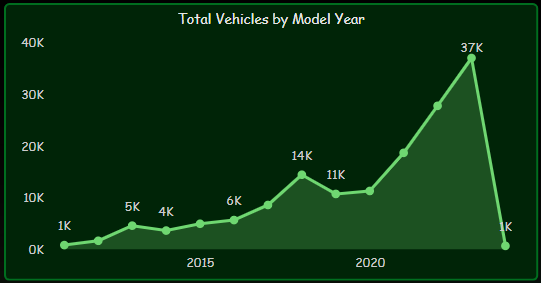 Total Vehicles by Model Year
40K
37K
30K
20K
14K
11K
10K
6K
5K
4K
1K
1K
0K
2015
2020